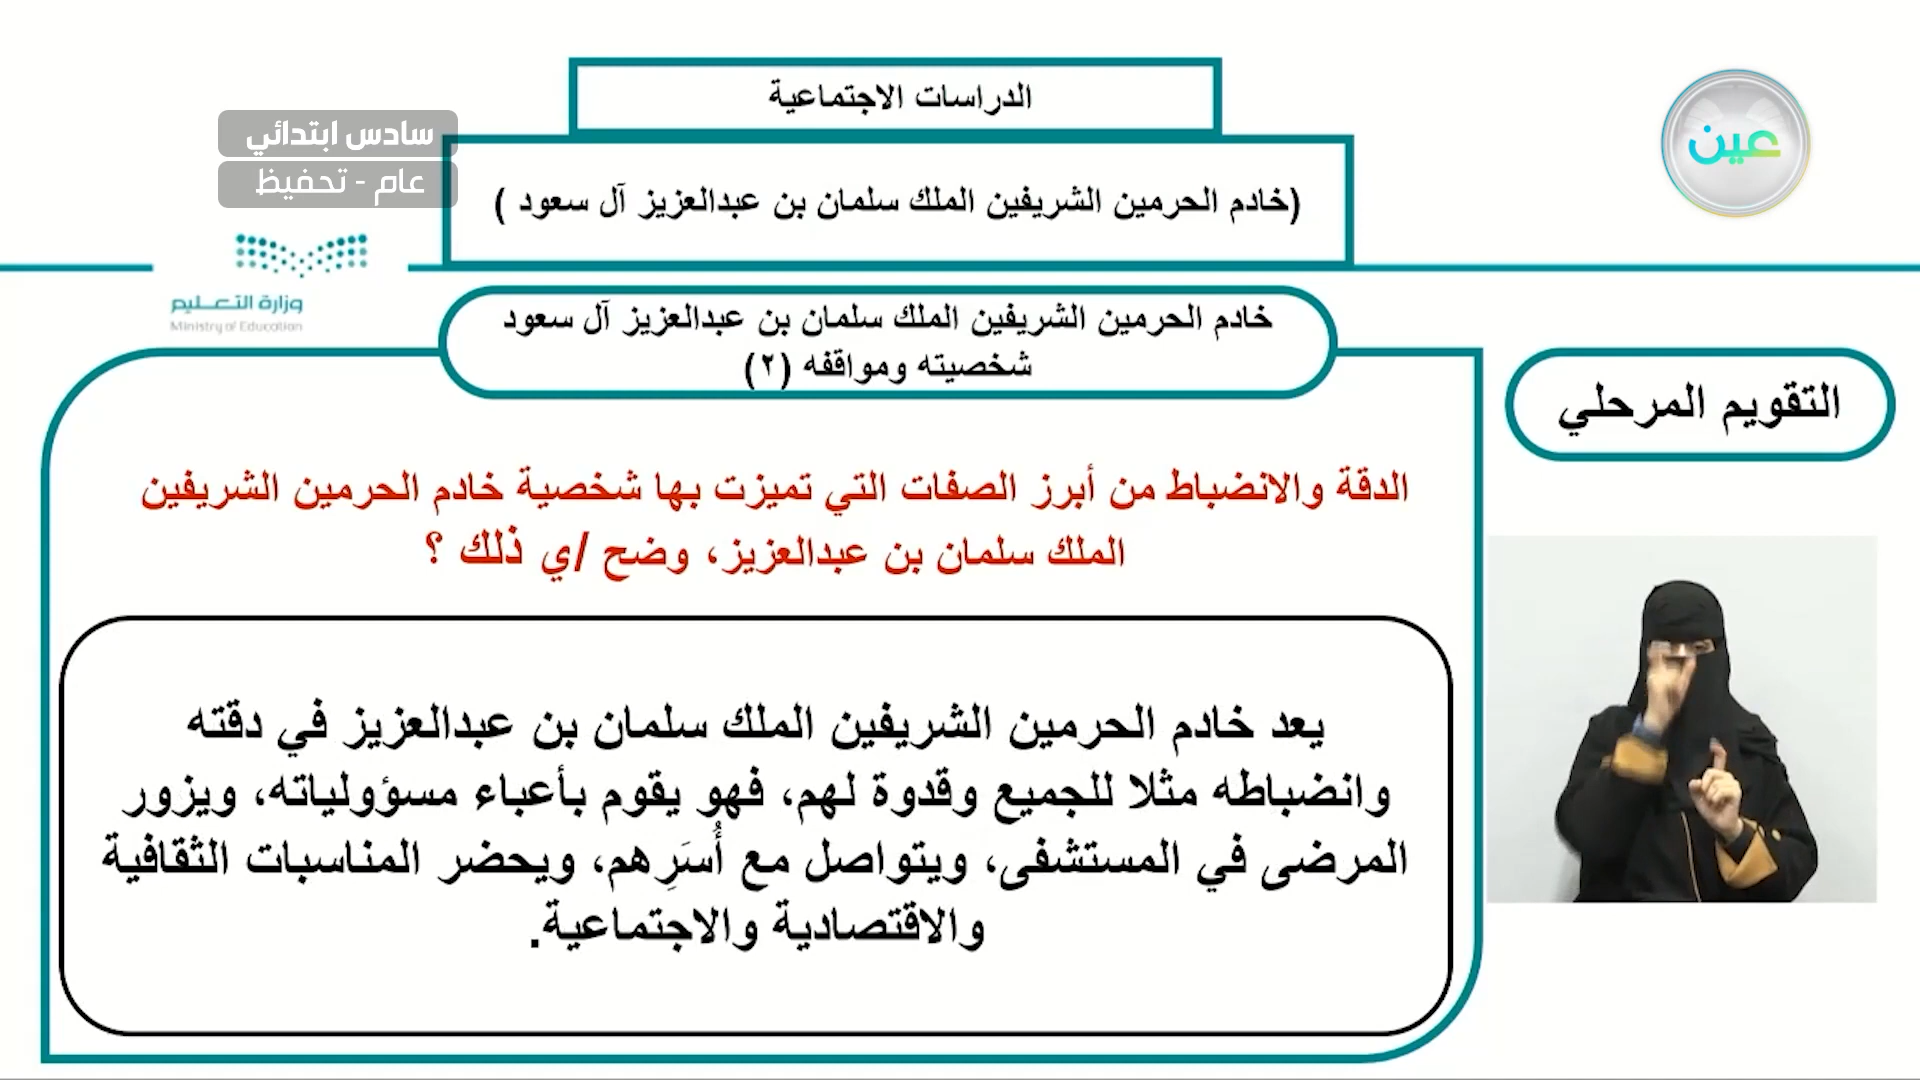 الدراسات الاجتماعية
عين
سادس ابتدائي
عام - تحفيظ
(خادم الحرمين الشريفين الملك سلمان بن عبدالعزيز آل سعود )
وزارة التعليم
Ministry of Education
خادم الحرمين الشريفين الملك سلمان بن عبدالعزيز آل سعود
شخصيته ومواقفه (٢)
التقويم المرحلي
الدقة والانضباط من أبرز الصفات التي تميزت بها شخصية خادم الحرمين الشريفين
الملك سلمان بن عبدالعزيز، وضح /ي ذلك ؟
يعد خادم الحرمين الشريفين الملك سلمان بن عبدالعزيز في دقته
وانضباطه مثلا للجميع وقدوة لهم، فهو يقوم بأعباء مسؤولياته، ويزور
المرضى في المستشفى، ويتواصل مع أُسَرِهم، ويحضر المناسبات الثقافية
والاقتصادية والاجتماعية.